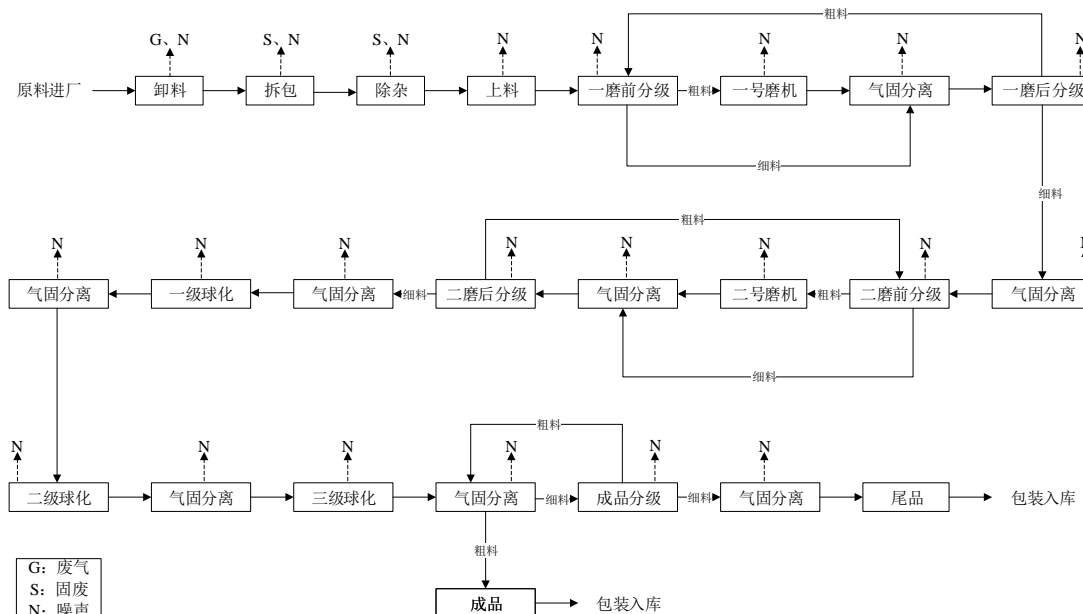 粗料
G、N S、N S、N N N N N N
原料进厂 卸料 拆包 除杂 上料 一磨前分级 粗料 一号磨机 气固分离 一磨后分级
细料
细料
粗料
N N N N N N N N
气固分离 一级球化 气固分离 细料 二磨后分级 气固分离 二号磨机 粗料 二磨前分级 气固分离
细料
粗料
N N N N N N
二级球化 气固分离 三级球化 气固分离 细料 成品分级 细料 气固分离 尾品 包装入库
粗料
G：废气
S：固废
N：噪声
成品 包装入库